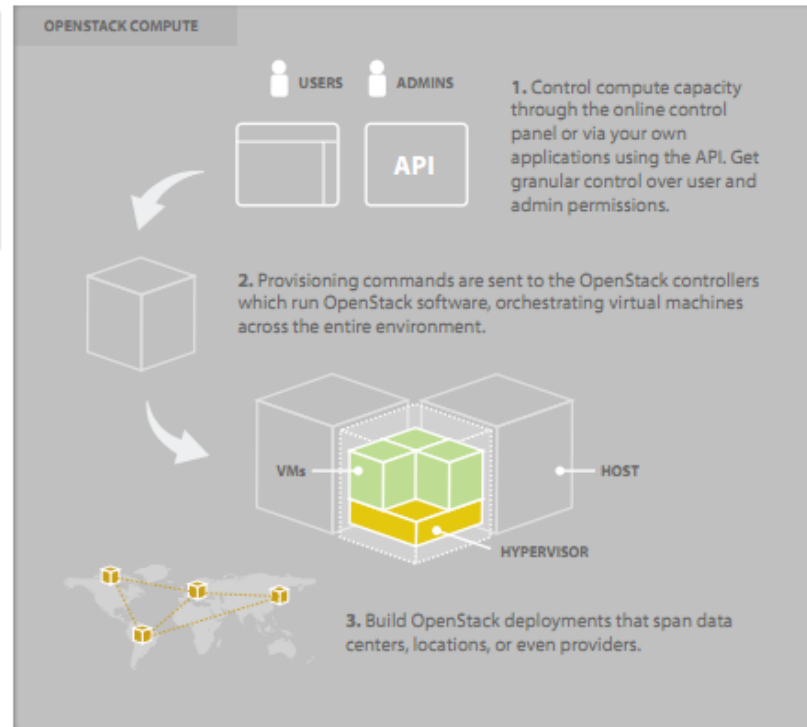 OPENSTACK COMPUTE
USERS
ADMINS
API
1. Control compute capacity
through the online control
panel or via your own
applications using the API. Get
granular control over user and
admin permissions.
2. Provisioning commands are sent to the OpenStack controllers
which run OpenStack software, orchestrating virtual machines
across the entire environment.
VMs
HOST
HYPERVISOR
3. Build OpenStack deployments that span data
centers, locations, or even providers.